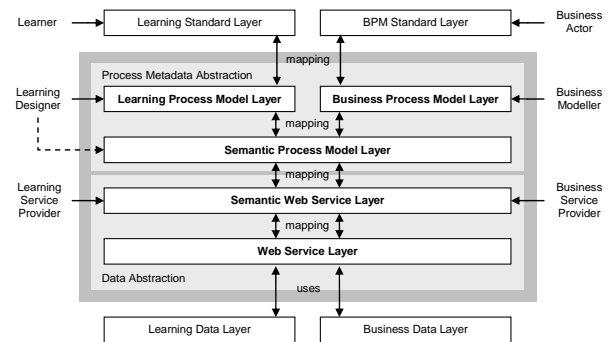 Learner
Learning Standard Layer
BPM Standard Layer
Business
Actor
mapping
Process Metadata Abstraction
Learning
Designer
Learning Process Model Layer
Business Process Model Layer
Business
Modeller
mapping
Semantic Process Model Layer
mapping
Learning
Service
Provider
Semantic Web Service Layer
Business
Service
Provider
mapping
Web Service Layer
Data Abstraction
uses
Learning Data Layer
Business Data Layer